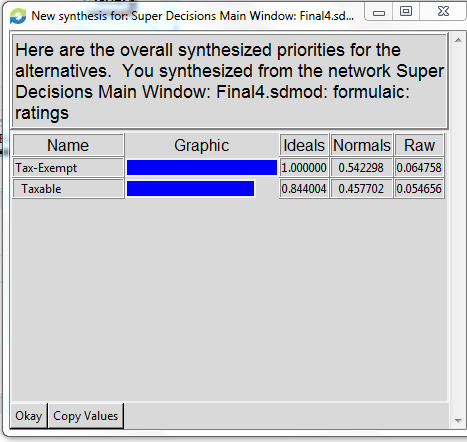 New synthesis for: Super Decisions Main Window: Final4.sd...
Here are the overall synthesized priorities for the
alternatives.  You synthesized from the network Super
Decisions Main Window: Final4.sdmod: formulaic:
ratings
Name Graphic Ideals Normals Raw
Tax-Exempt 1.000000 0.542298 0.064758
Taxable 0.844004 0.457702 0.054656
Okay Copy Values